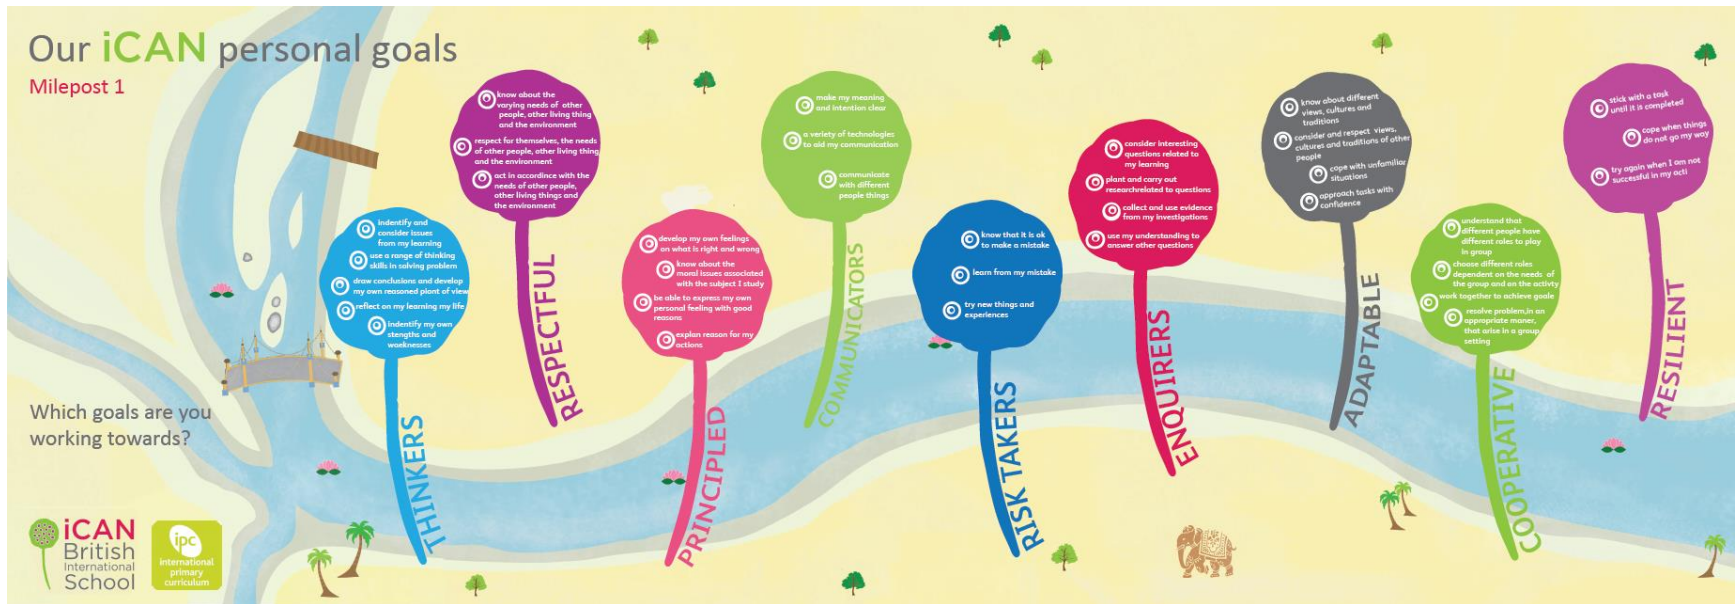 Our iCAN personal goals
Milepost 1
know about the
varying needs of other
people, other living thing
and the environment
respect for themselves, the needs
of other people, other living thing
and the environment
act in accordince with the
needs of other people,
other living things and
the environment
RESPECTFUL
indentify and
consider issues
from my learning
use a range of thinking
skills in solving problem
draw conclusions and develop
my own reasoned plont of view
reflect on my learning my life
indentify my own
stengths and
waeknesses
THINKERS
develop my own feelings
on what is right and wrong
know about the
moral issues associated
with the subject I study
be able to express my own
personal feeling with good
reasons
explan reason for my
actions
PRINCIPLED
make my meaning
and intention clear
a veriety of technologies
to aid my communication
communicate
with different
people things
COMMUNICATORS
know that it is ok
to make a mistake
learn from my mistake
try new things and
experiences
RISK TAKERS
consider interesting
questions related to
my learning
plant and carry out
researchrelated to questions
collect and use evidence
from my investigations
use my understanding to
answer other questions
ENQUIRERS
know about different
views, cultures and
traditions
consider and respect views,
cultures and traditions of other
people
cope with unfamiliar
situations
approach tasks with
confidence
ADAPTABLE
understand that
different people have
different roles to play
in group
choose different roles
dependent on the needs of
the group and on the activty
work together to achieve goale
resolve problem,in an
appropriate maner,
that arise in a group
setting
COOPERATIVE
stick with a task
until it is completed
cope when things
do not go my way
try again when I am not
successful in my acti
RESILIENT
Which goals are you
working towards?
iCAN
British
International
School
ipc
international
primary
curriculum